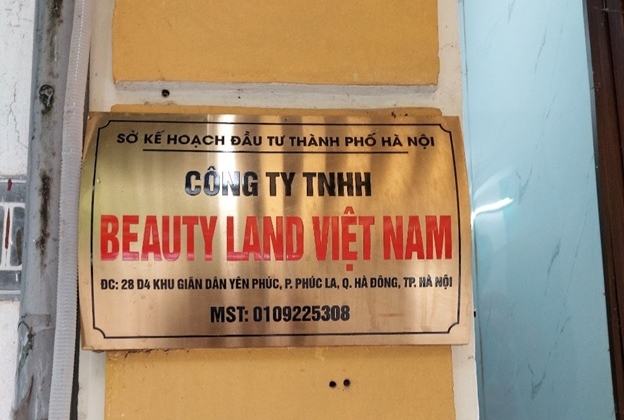 SỞ KẾ HOẠCH ĐẦU TƯ THÀNH PHỐ HÀ NỘI
CÔNG TY TNHH
BEAUTY LAND VIỆT NAM
ĐC: 28 D4 KHU GIÃN DÂN YÊN PHÚC, P. PHÚC LA, Q. HÀ ĐÔNG, TP. HÀ NỘI
MST: 0109225308